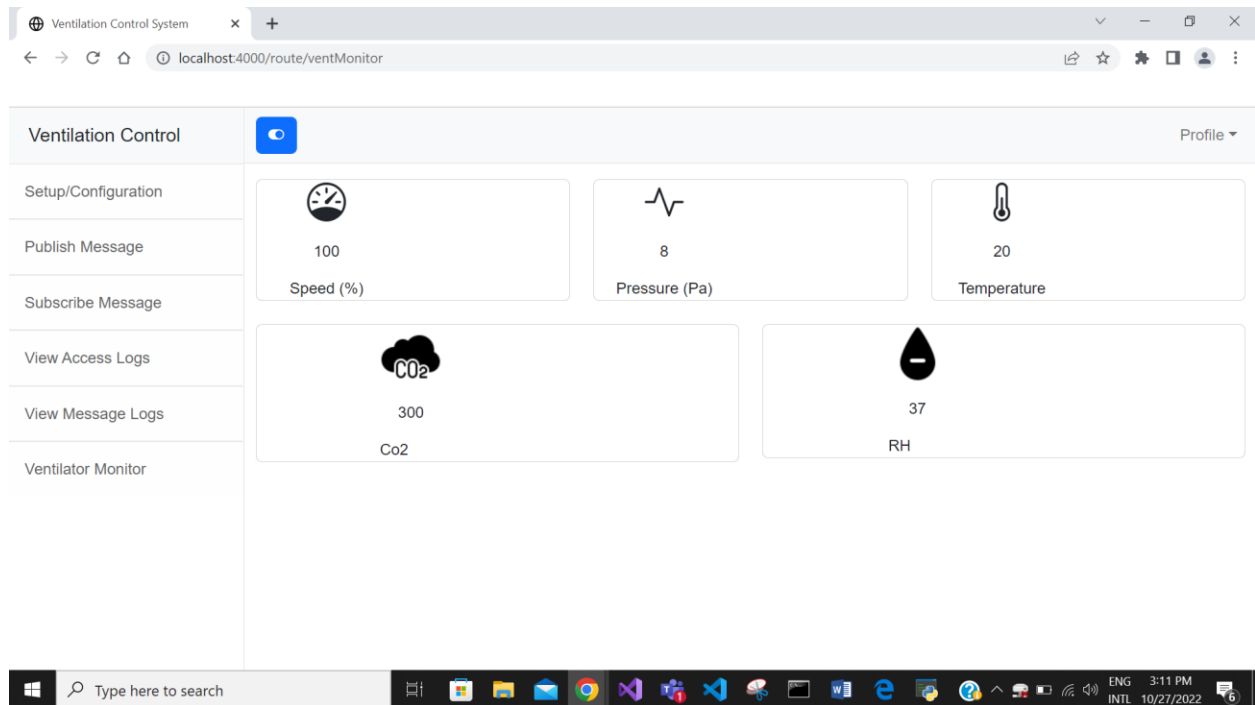 Ventilation Control System
localhost:4000/route/ventMonitor
Ventilation Control
Profile
Setup/Configuration
Publish Message
Subscribe Message
View Access Logs
View Message Logs
Ventilator Monitor
100
Speed (%)
8
Pressure (Pa)
20
Temperature
CO2
300
Co2
37
RH
Type here to search
ENG
INTL
3:11 PM
10/27/2022
6